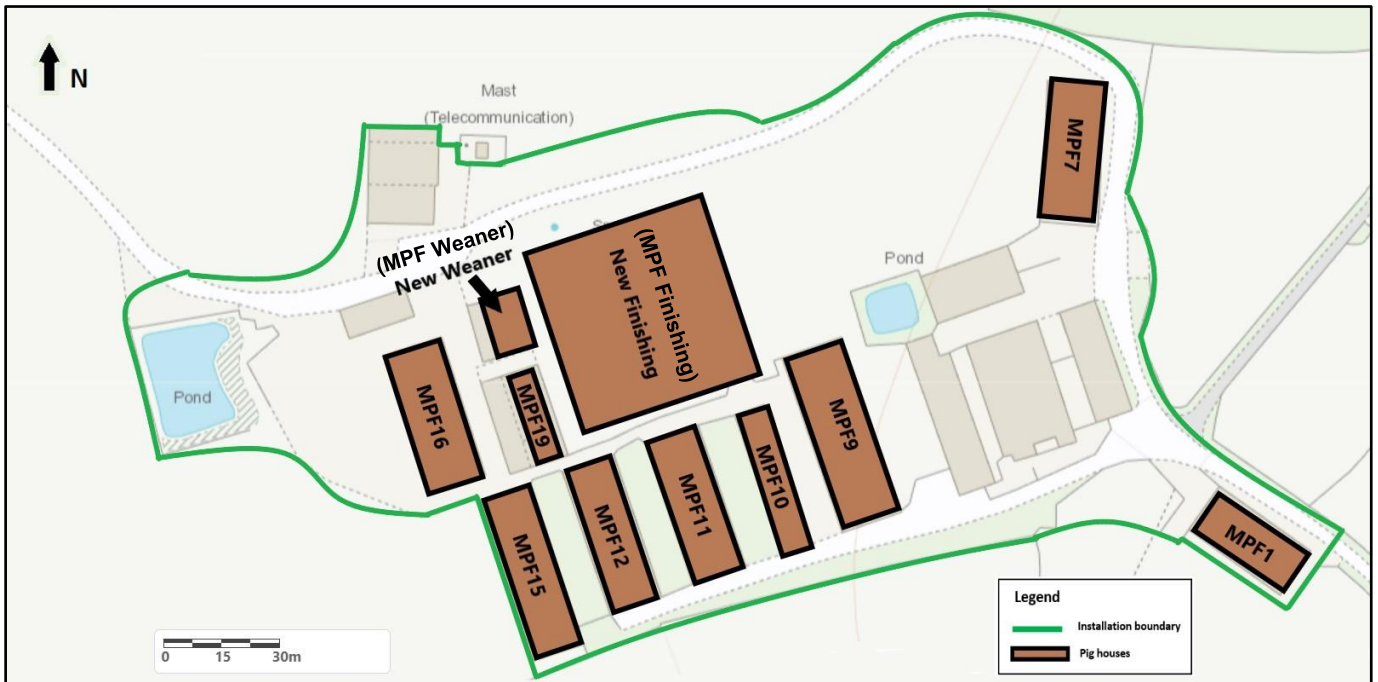 N
Mast
(Telecommunication)
MPF7
(MPF Weaner)
New Weaner
(MPF Finishing)
New Finishing
Pond
Pond
MPF16
MPF19
MPF9
MPF10
MPF11
MPF12
MPF15
MPF1
Legend
Installation boundary
Pig houses
0 15 30m